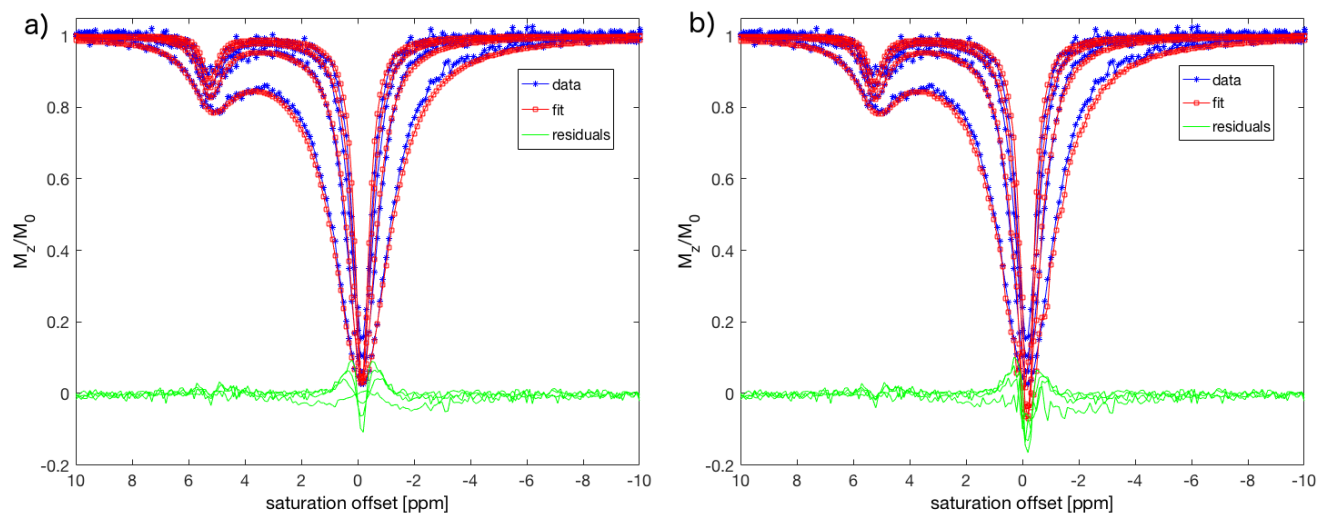 a)
1
0.8
0.6
0.4
0.2
0
-0.2
M_z/M_0
data
fit
residuals
10 8 6 4 2 0 -2 -4 -6 -8 -10
saturation offset [ppm]
b)
1
0.8
0.6
0.4
0.2
0
-0.2
M_z/M_0
data
fit
residuals
10 8 6 4 2 0 -2 -4 -6 -8 -10
saturation offset [ppm]